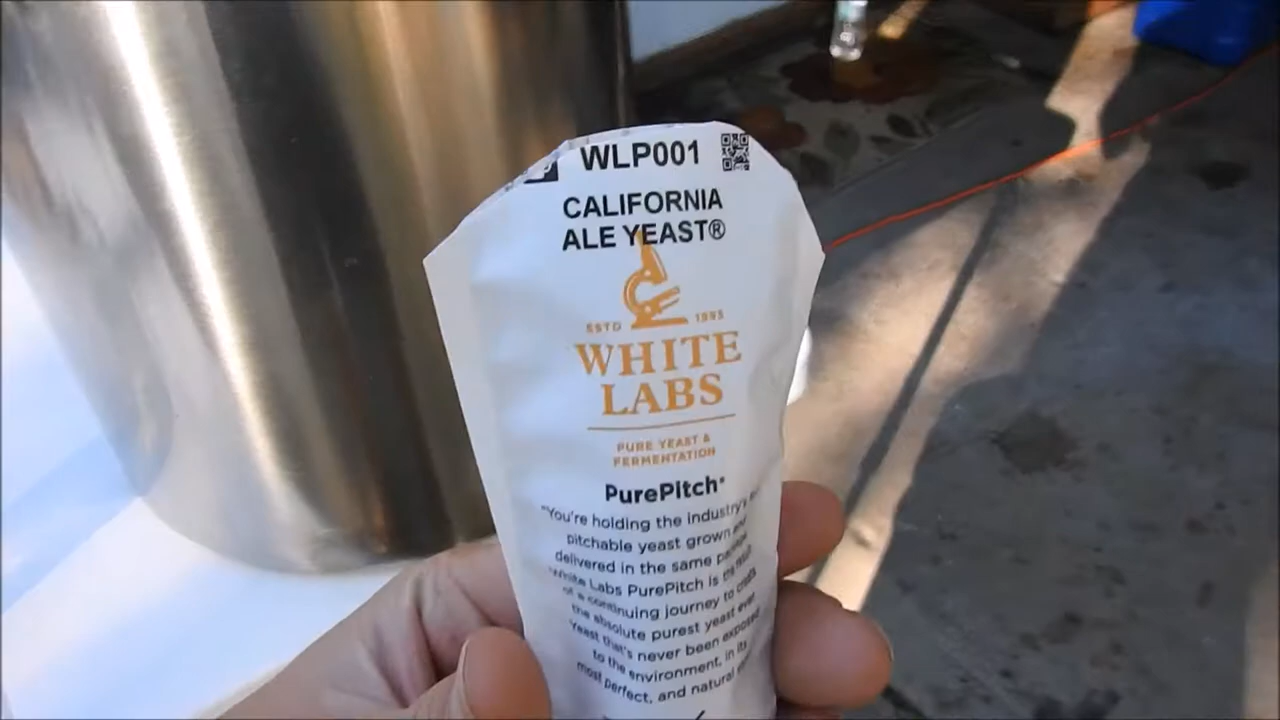 WLP001
CALIFORNIA
ALE YEAST®
ESTD 1995
WHITE
LABS
PURE YEAST &
FERMENTATION
PurePitch®
"You're holding the industry's
pitchable yeast grown and
delivered in the same package
White Labs PurePitch is the result
of a continuing journey to create
the absolute purest yeast ever
Yeast that's never been exposed
to the environment, in its
most perfect, and natural